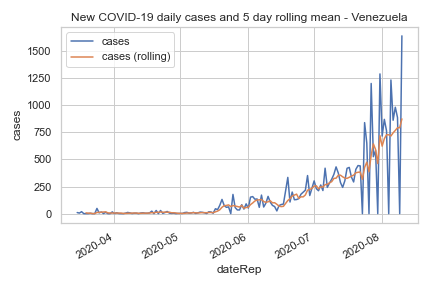 New COVID-19 daily cases and 5 day rolling mean - Venezuela
cases
cases (rolling)
1500
1250
1000
750
500
250
0
cases
2020-04
2020-05
2020-06
2020-07
2020-08
dateRep